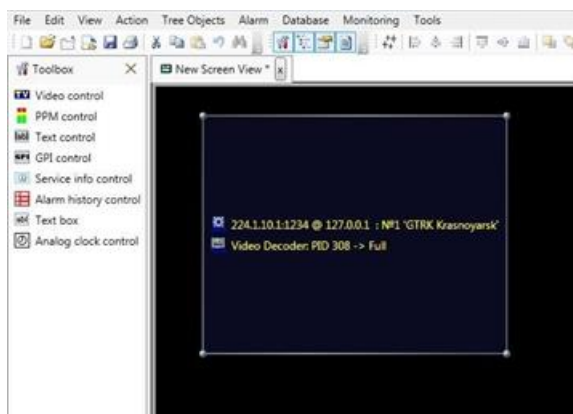 File Edit View Action Tree Objects Alarm Database Monitoring Tools
Toolbox
New Screen View *
Video control
PPM control
Text control
GPI control
Service info control
Alarm history control
Text box
Analog clock control
224.1.10.1:1234 @ 127.0.0.1 : №1 'GTRK Krasnoyarsk'
Video Decoder: PID 308 -> Full